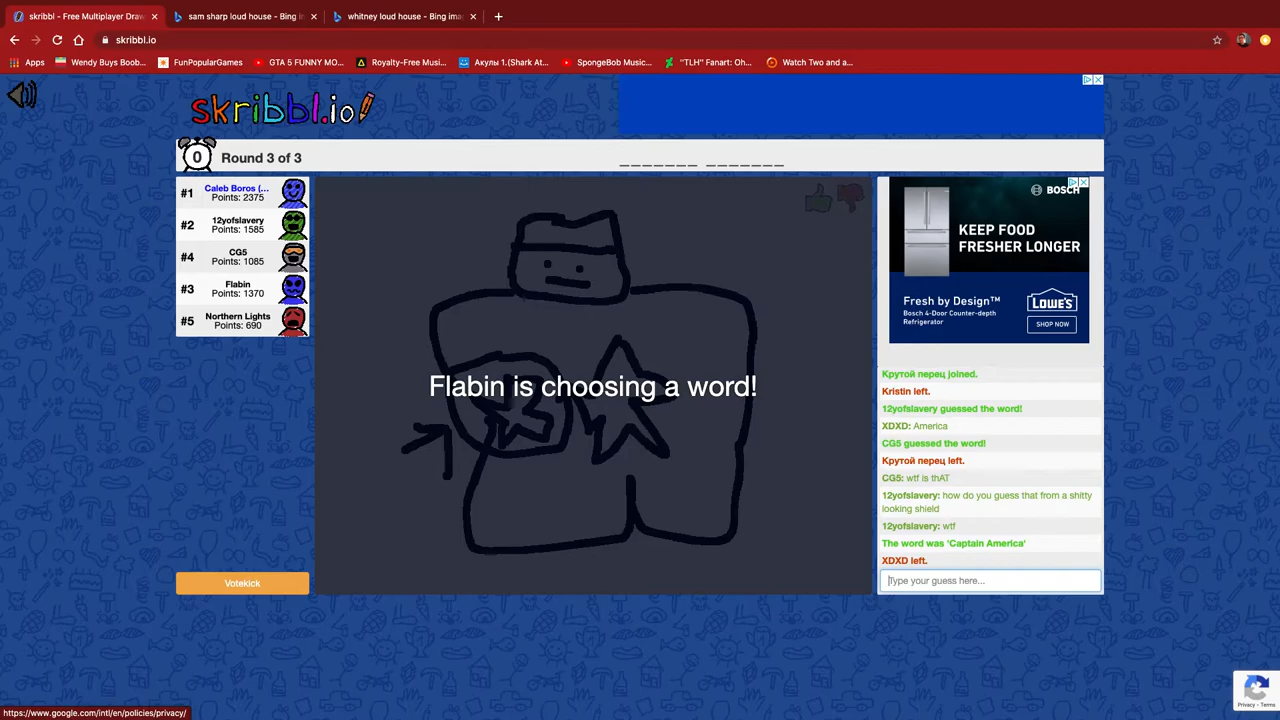 skribbl - Free Multiplayer Draw
sam sharp loud house - Bing im
whitney loud house - Bing ima
skribbl.io
Apps
Wendy Buys Boob...
FunPopularGames
GTA 5 FUNNY MO...
Royalty-Free Musi...
Акулы 1.(Shark At...
SpongeBob Music...
"TLH" Fanart: Oh...
Watch Two and a...
skribbl.io
0
Round 3 of 3
_______ _______
#1
Caleb Boros (...
Points: 2375
#2
12yofslavery
Points: 1585
#4
CG5
Points: 1085
#3
Flabin
Points: 1370
#5
Northern Lights
Points: 690
Votekick
Flabin is choosing a word!
BOSCH
KEEP FOOD
FRESHER LONGER
Fresh by Design™
Bosch 4-Door Counter-depth
Refrigerator
LOWE'S
SHOP NOW
Крутой перец joined.
Kristin left.
12yofslavery guessed the word!
XDXD: America
CG5 guessed the word!
Крутой перец left.
CG5: wtf is thAT
12yofslavery: how do you guess that from a shitty
looking shield
12yofslavery: wtf
The word was 'Captain America'
XDXD left.
Type your guess here...
Privacy - Terms
https://www.google.com/intl/en/policies/privacy/